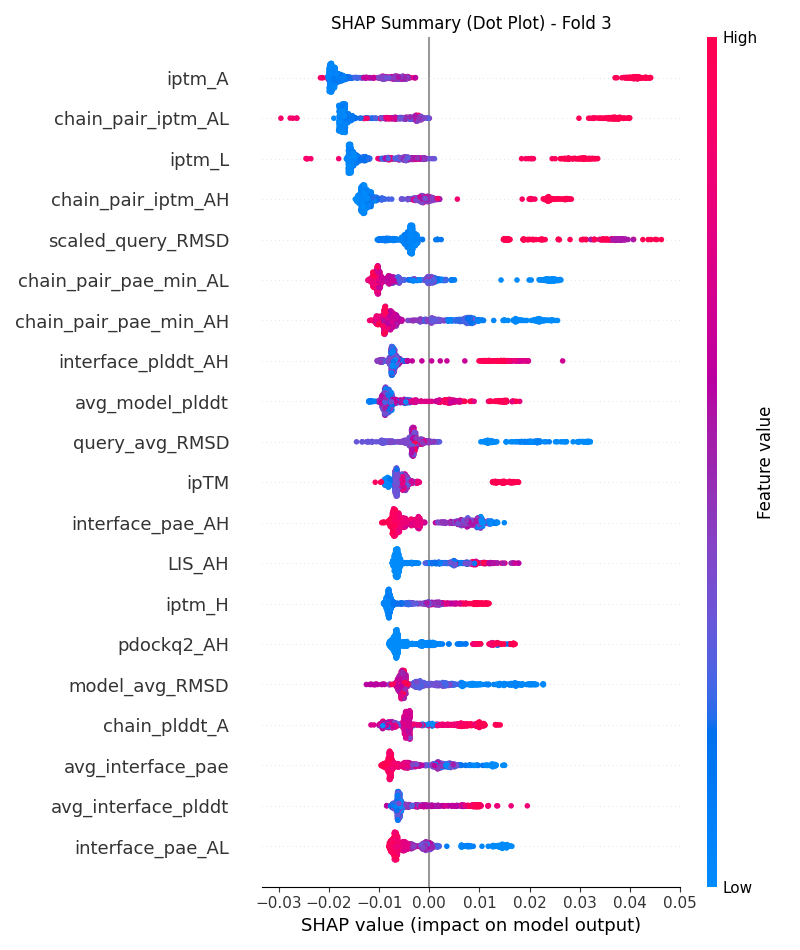 SHAP Summary (Dot Plot) - Fold 3
High
iptm_A
chain_pair_iptm_AL
iptm_L
chain_pair_iptm_AH
scaled_query_RMSD
chain_pair_pae_min_AL
chain_pair_pae_min_AH
interface_plddt_AH
avg_model_plddt
query_avg_RMSD
ipTM
interface_pae_AH
LIS_AH
iptm_H
pdockq2_AH
model_avg_RMSD
chain_plddt_A
avg_interface_pae
avg_interface_plddt
interface_pae_AL
Feature value
Low
−0.03 −0.02 −0.01 0.00 0.01 0.02 0.03 0.04 0.05
SHAP value (impact on model output)